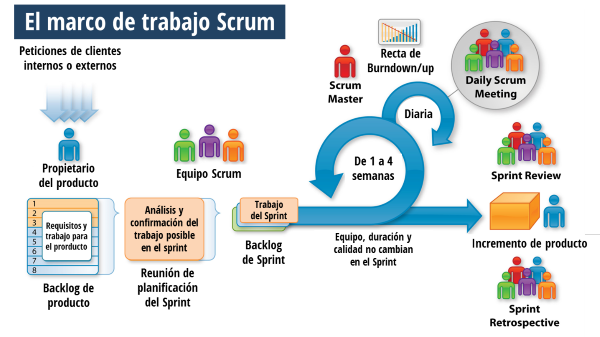 El marco de trabajo Scrum
Peticiones de clientes
internos o externos
Propietario
del producto
1
2
3
4
5
6
7
8
Requisitos y
trabajo para
el prorducto
Backlog de
producto
Equipo Scrum
Análisis y
confirmación del
trabajo posible
en el sprint
Reunión de
planificación
del Sprint
Trabajo
del Sprint
Backlog
de Sprint
Scrum
Master
Recta de
Burndown/up
Diaria
Daily Scrum
Meeting
De 1 a 4
semanas
Equipo, duración y
calidad no cambian
en el Sprint
Sprint Review
Incremento de producto
Sprint
Retrospective